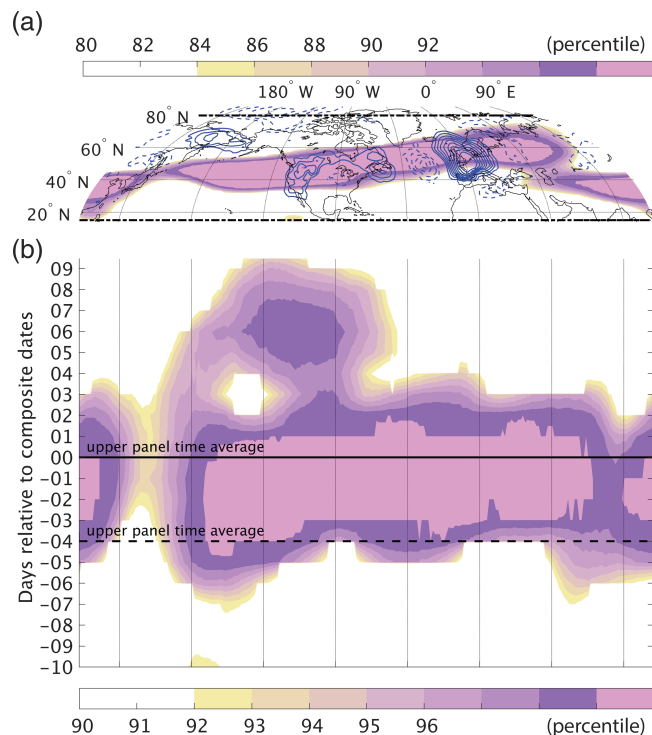 (a)
80 82 84 86 88 90 92 (percentile)
180° W 90° W 0° 90° E
80° N
60° N
40° N
20° N
(b)
Days relative to composite dates
09
08
07
06
05
04
03
02
01
upper panel time average
00
-01
-02
-03
upper panel time average
-04
-05
-06
-07
-08
-09
-10
90 91 92 93 94 95 96 (percentile)